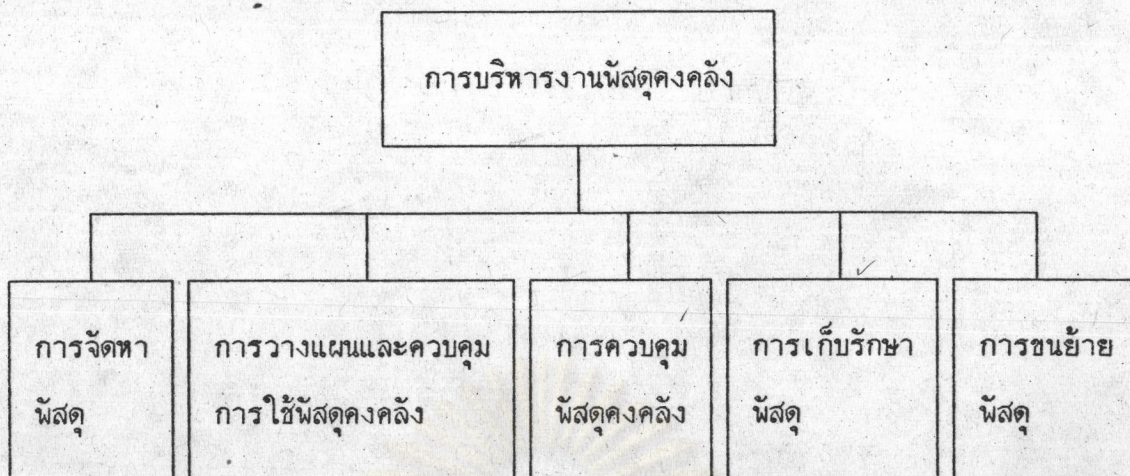 การบริหารงานพัสดุคงคลัง
การจัดหา
พัสดุ
การวางแผนและควบคุม
การใช้พัสดุคงคลัง
การควบคุม
พัสดุคงคลัง
การเก็บรักษา
พัสดุ
การขนย้าย
พัสดุ